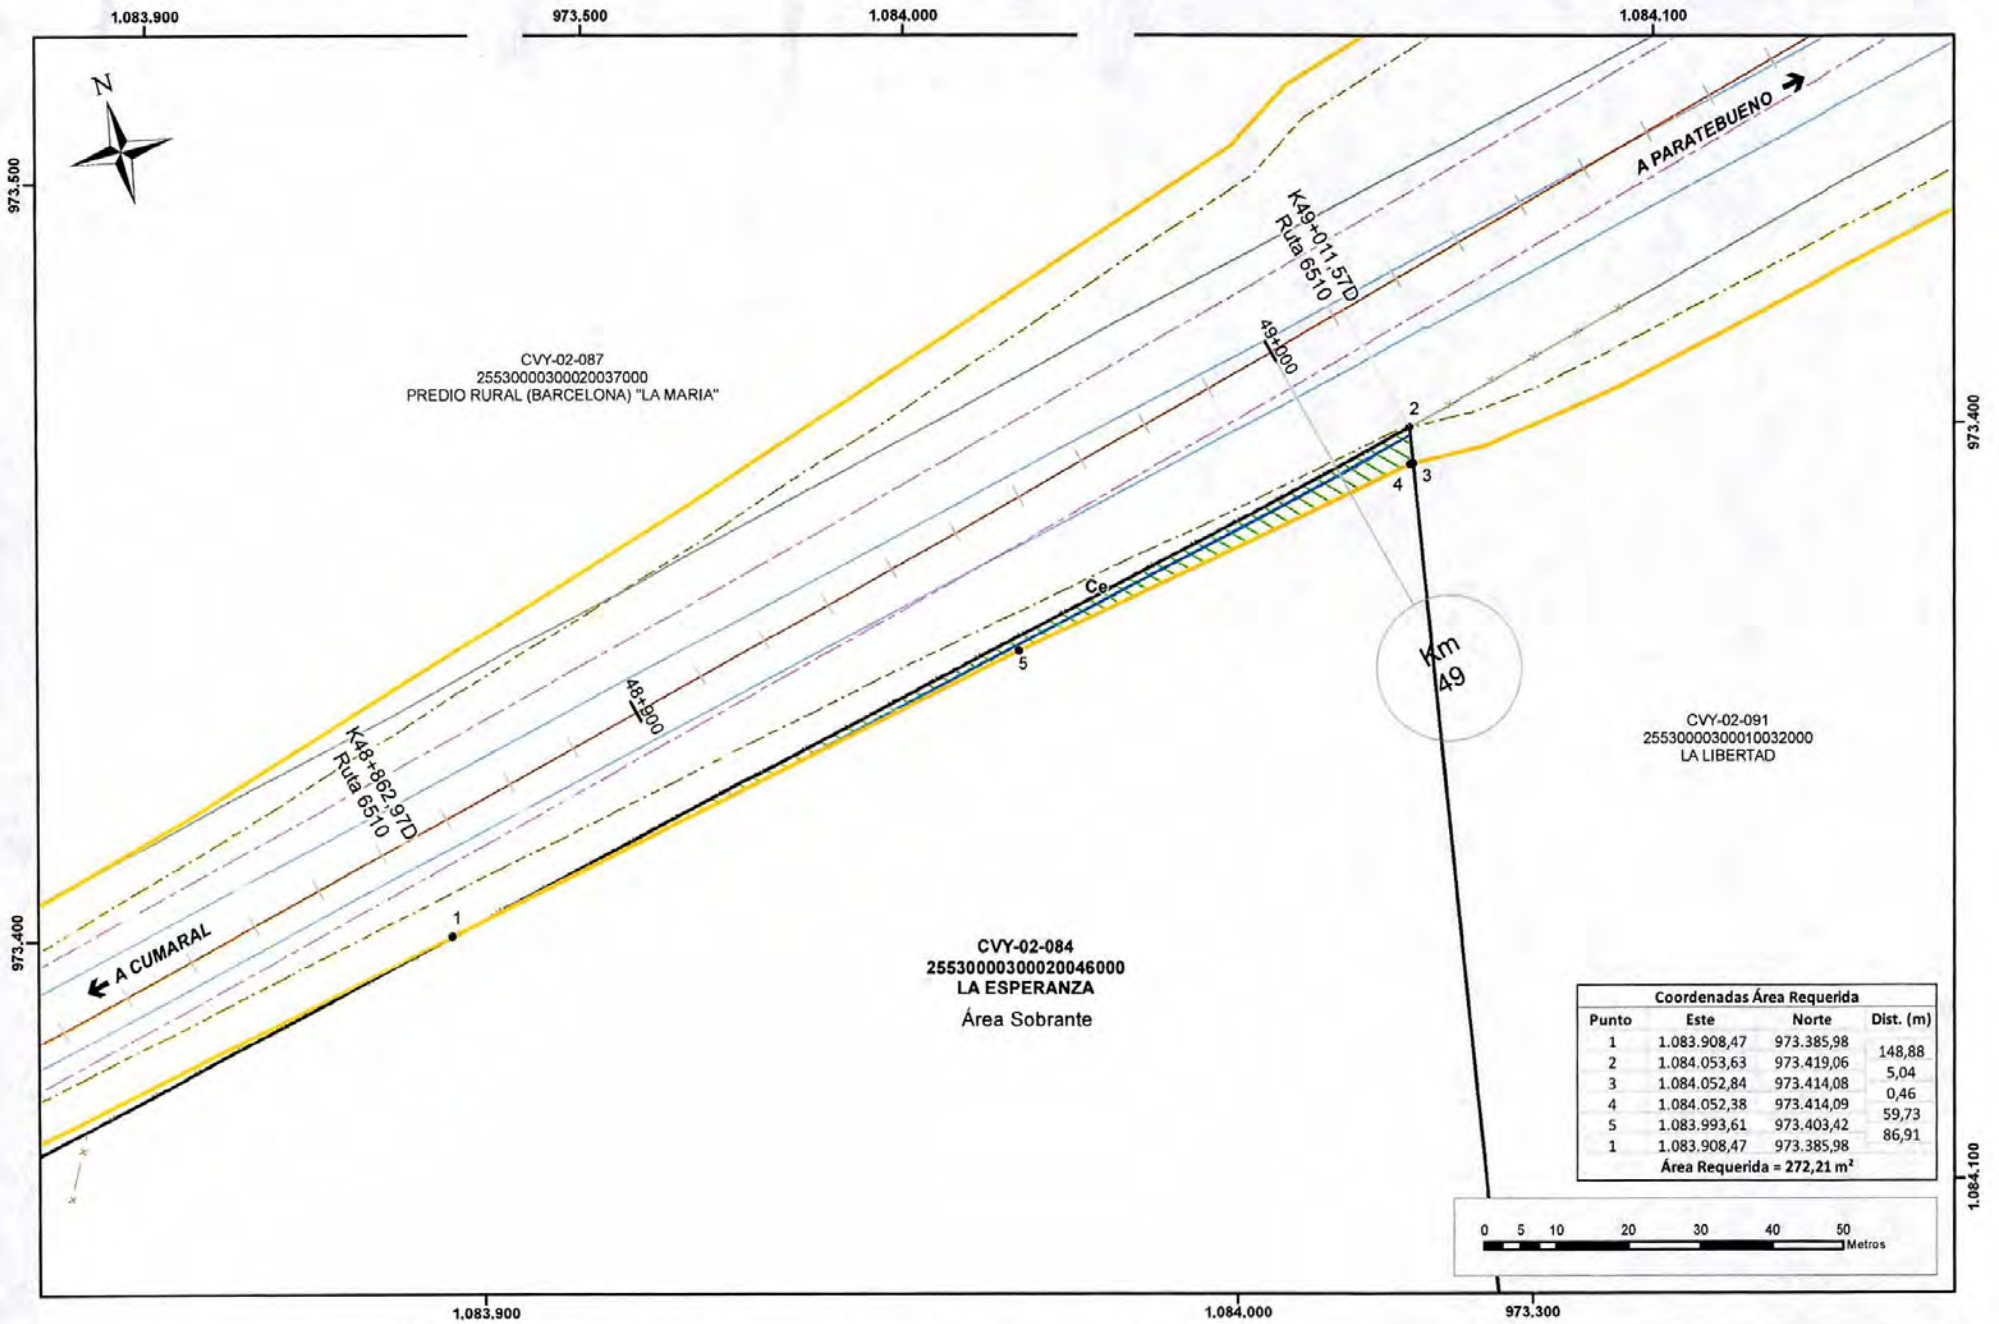 1.083.900
973.500
1.084.000
1.084.100
N
973.500
A PARATEBUENO
K49+011,57D
Ruta 6510
49+000
CVY-02-087
25530000300020037000
PREDIO RURAL (BARCELONA) "LA MARIA"
2
973.400
3
4
Ce
5
Km
49
48+900
CVY-02-091
25530000300010032000
LA LIBERTAD
K48+862,97D
Ruta 6510
1
973.400
A CUMARAL
CVY-02-084
25530000300020046000
LA ESPERANZA
Área Sobrante
Coordenadas Área Requerida
Punto Este Norte Dist. (m)
1 1.083.908,47 973.385,98
148,88
2 1.084.053,63 973.419,06
5,04
3 1.084.052,84 973.414,08
0,46
4 1.084.052,38 973.414,09
59,73
5 1.083.993,61 973.403,42
86,91
1 1.083.908,47 973.385,98
Área Requerida = 272,21 m²
1.084.100
0 5 10 20 30 40 50
Metros
1.083.900
1.084.000
973.300